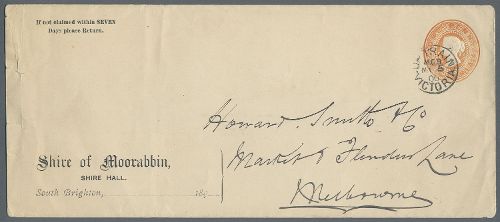 If not claimed within SEVEN
Days please Return.
VICTORIA
Howard Smith & Co
Market & Flinders Lane
Melbourne
Shire of Moorabbin,
SHIRE HALL.
South Brighton, 189